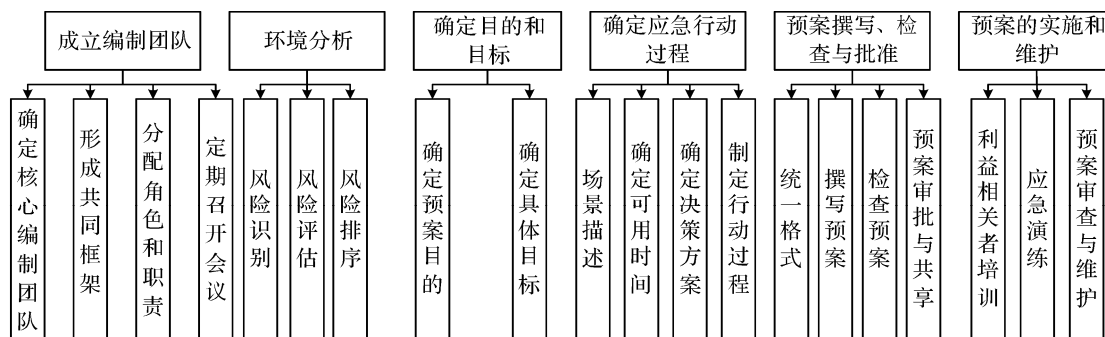 成立编制团队
环境分析
确定目的和
目标
确定应急行动
过程
预案撰写、检
查与批准
预案的实施和
维护
确定核心编制团队
形成共同框架
分配角色和职责
定期召开会议
风险识别
风险评估
风险排序
确定预案目的
确定具体目标
场景描述
确定可用时间
确定决策方案
制定行动过程
统一格式
撰写预案
检查预案
预案审批与共享
利益相关者培训
应急演练
预案审查与维护